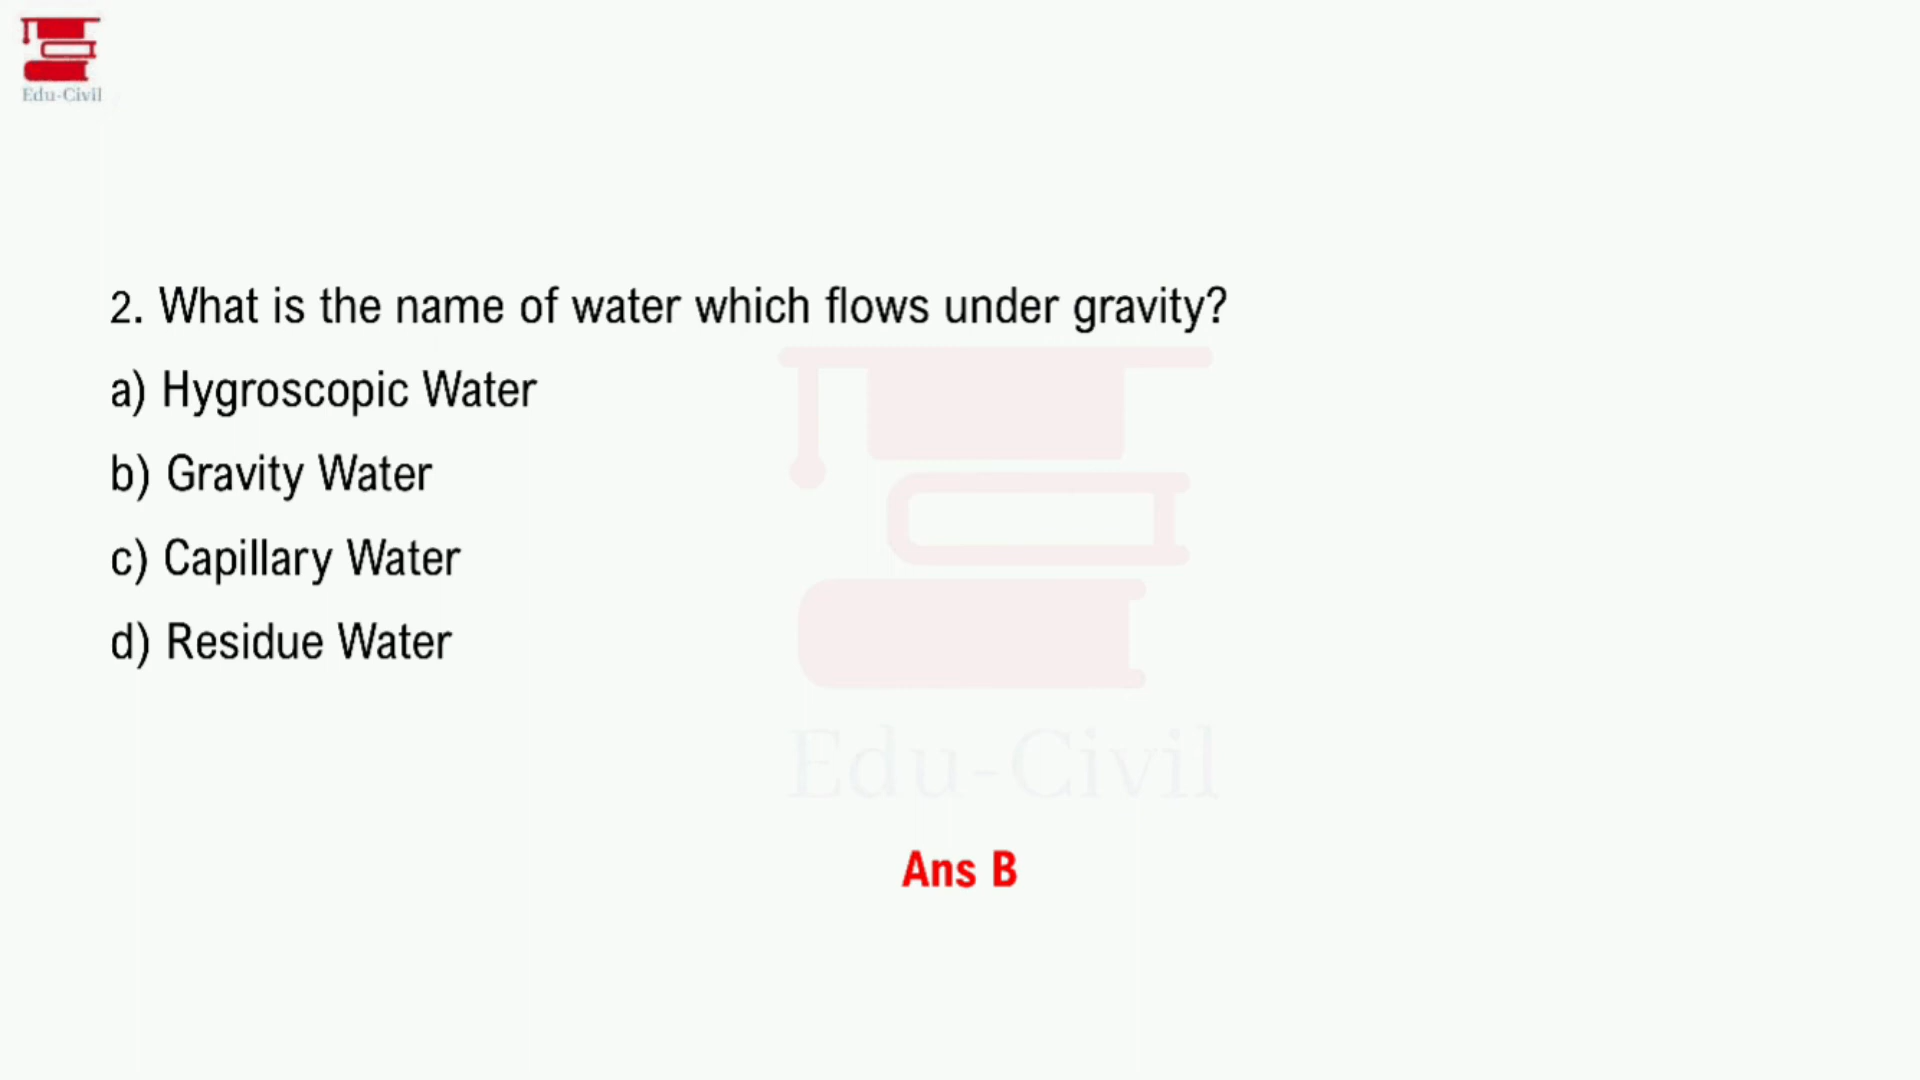 Edu-Civil
2. What is the name of water which flows under gravity?
a) Hygroscopic Water
b) Gravity Water
c) Capillary Water
d) Residue Water
Edu-Civil
Ans B